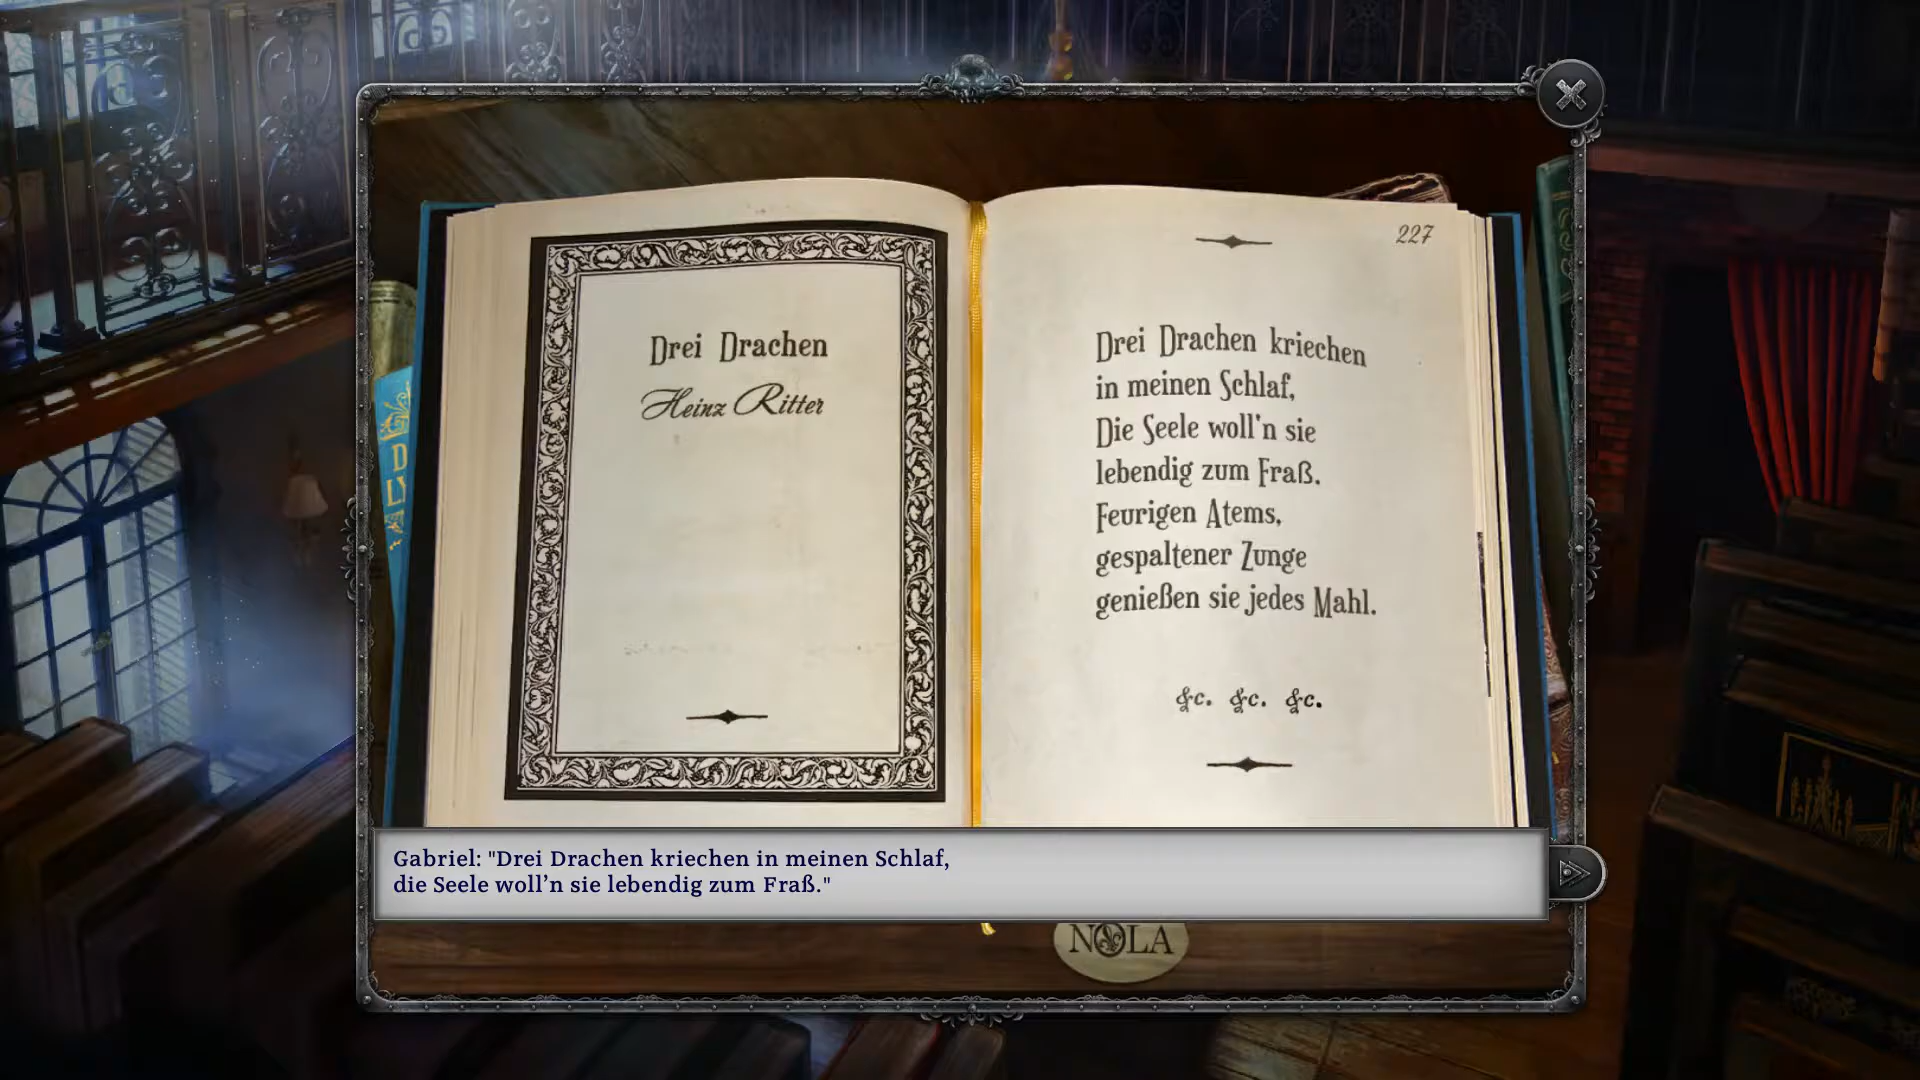 Drei Drachen
Heinz Ritter
227
Drei Drachen kriechen
in meinen Schlaf,
Die Seele woll'n sie
lebendig zum Fraß.
Feurigen Atems,
gespaltener Zunge
genießen sie jedes Mahl.
&c. &c. &c.
Gabriel: "Drei Drachen kriechen in meinen Schlaf,
die Seele woll’n sie lebendig zum Fraß."
NOLA